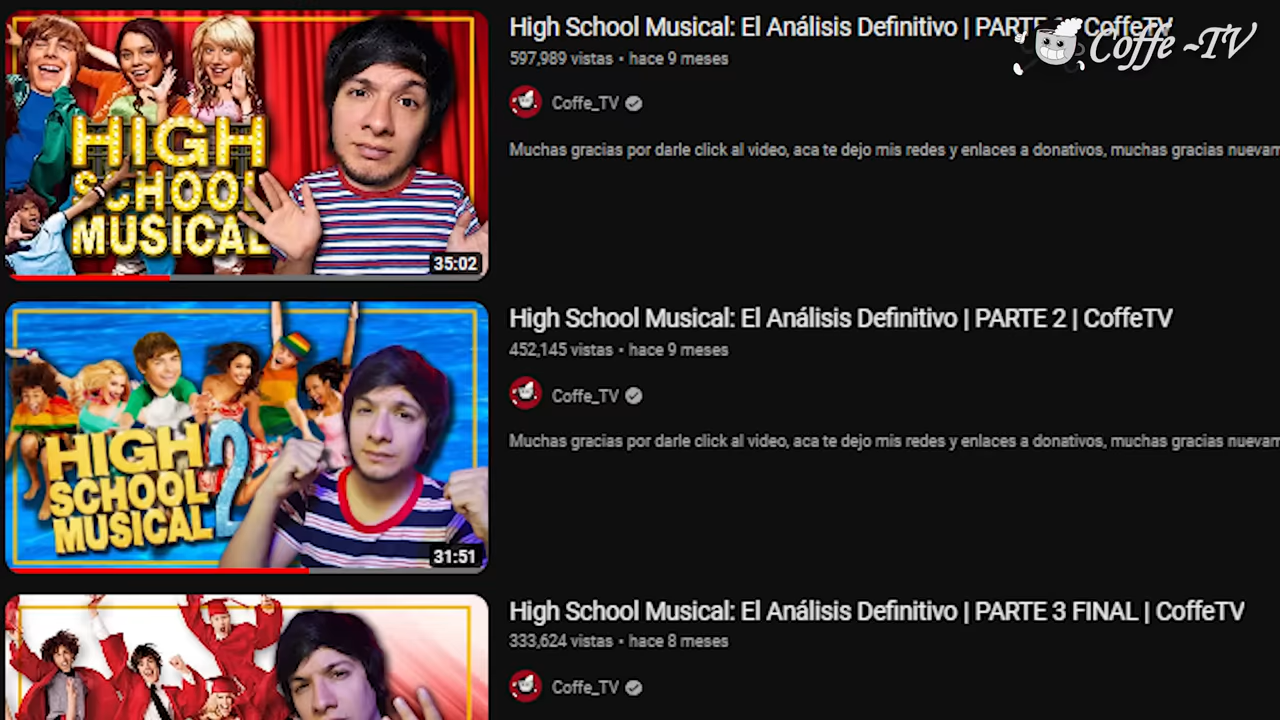 HIGH
SCHOOL
MUSICAL
35:02
High School Musical: El Análisis Definitivo | PARTE | CoffeTV
Coffe-TV
597,989 vistas • hace 9 meses
Coffe_TV
Muchas gracias por darle click al video, aca te dejo mis redes y enlaces a donativos, muchas gracias nuevam
HIGH
SCHOOL
MUSICAL 2
31:51
High School Musical: El Análisis Definitivo | PARTE 2 | CoffeTV
452,145 vistas • hace 9 meses
Coffe_TV
Muchas gracias por darle click al video, aca te dejo mis redes y enlaces a donativos, muchas gracias nuevam
High School Musical: El Análisis Definitivo | PARTE 3 FINAL | CoffeTV
333,624 vistas • hace 8 meses
Coffe_TV